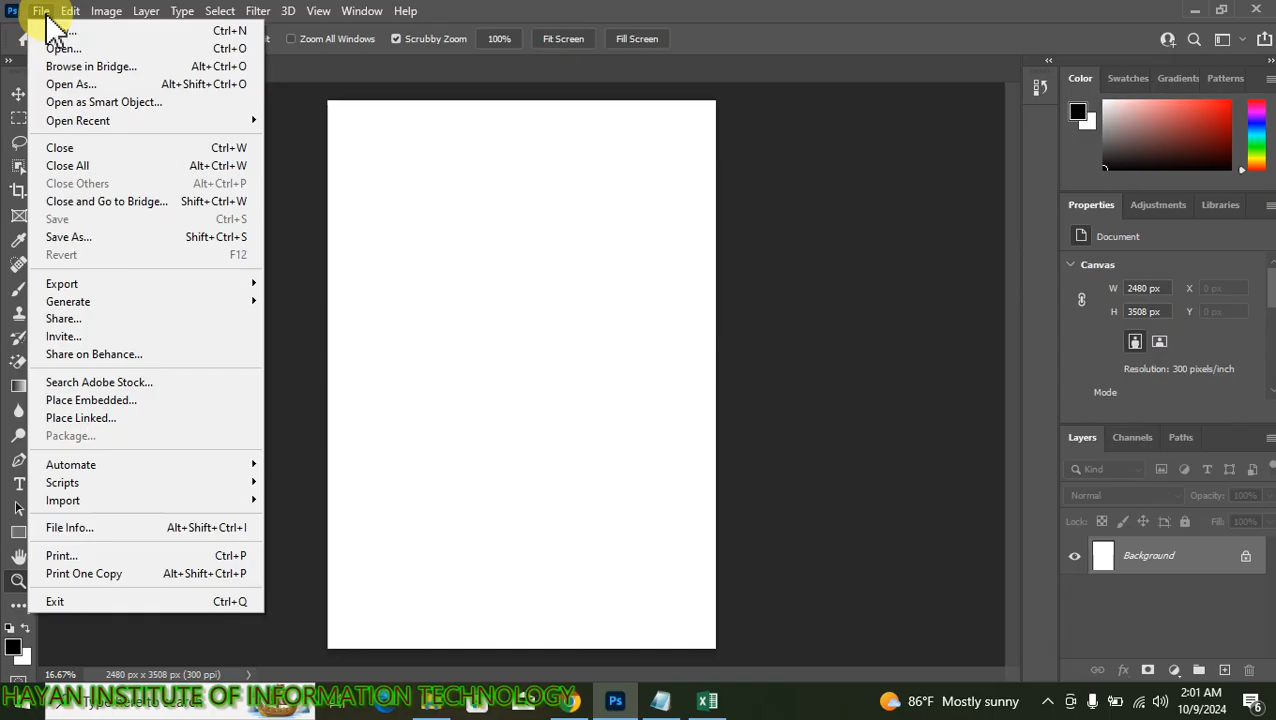 Ps File Edit Image Layer Type Select Filter 3D View Window Help
Zoom All Windows Scrubby Zoom 100% Fit Screen Fill Screen
Ctrl+N
Open... Ctrl+O
Browse in Bridge... Alt+Ctrl+O
Open As... Alt+Shift+Ctrl+O
Open as Smart Object...
Open Recent
Close Ctrl+W
Close All Alt+Ctrl+W
Close Others Alt+Ctrl+P
Close and Go to Bridge... Shift+Ctrl+W
Save Ctrl+S
Save As... Shift+Ctrl+S
Revert F12
Export
Generate
Share...
Invite...
Share on Behance...
Search Adobe Stock...
Place Embedded...
Place Linked...
Package...
Automate
Scripts
Import
File Info... Alt+Shift+Ctrl+I
Print... Ctrl+P
Print One Copy Alt+Shift+Ctrl+P
Exit Ctrl+Q
Color Swatches Gradients Patterns
Properties Adjustments Libraries
Document
Canvas
W 2480 px X 0 px
H 3508 px Y 0 px
Resolution: 300 pixels/inch
Mode
Layers Channels Paths
Kind
Normal Opacity: 100%
Lock: Fill: 100%
Background
16.67% 2480 px x 3508 px (300 ppi)
HAYAN INSTITUTE OF INFORMATION TECHNOLOGY
Ps
86°F Mostly sunny
2:01 AM
10/9/2024
6